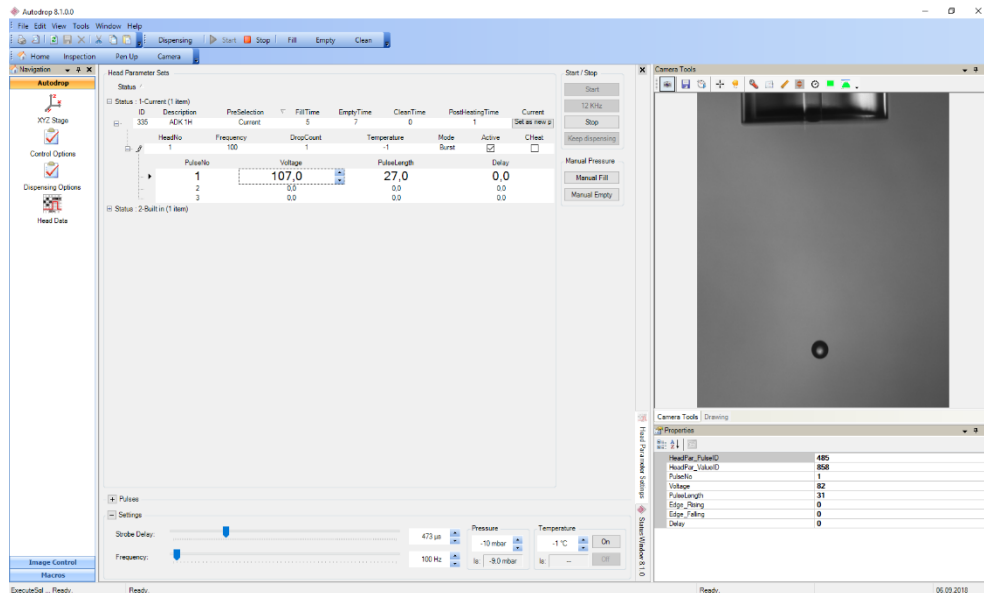 Autodrop 8.1.0.0
File Edit View Tools Window Help
Dispensing Start Stop Fill Empty Clean
Home Inspection Pen Up Camera
Navigation
Autodrop
XYZ Stage
Control Options
Dispensing Options
Head Data
Image Control
Macros
Head Parameter Sets
Status
Status : 1-Current (1 item)
ID Description PreSelection FillTime EmptyTime CleanTime PostHeatingTime Current
335 ADK 1H Current 5 7 0 1 Set as new p
HeadNo Frequency DropCount Temperature Mode Active CHeat
1 100 1 -1 Burst
PulseNo Voltage PulseLength Delay
1 107,0 27,0 0,0
2 0,0 0,0 0,0
3 0,0 0,0 0,0
Status : 2-Built in (1 item)
Start / Stop
Start
12 KHz
Stop
Keep dispensing
Manual Pressure
Manual Fill
Manual Empty
Pulses
Settings
Strobe Delay: 473 µs
Frequency: 100 Hz
Pressure
-10 mbar
Is: -9.0 mbar
Temperature
-1 °C On
Is: -- Off
Head Parameter Settings
Status Window 8.1.0
Camera Tools
Camera Tools Drawing
Properties
HeadPar_PulseID 485
HeadPar_ValueID 858
PulseNo 1
Voltage 82
PulseLength 31
Edge_Rising 0
Edge_Falling 0
Delay 0
ExecuteSql ... Ready. Ready. Ready. 06.09.2018